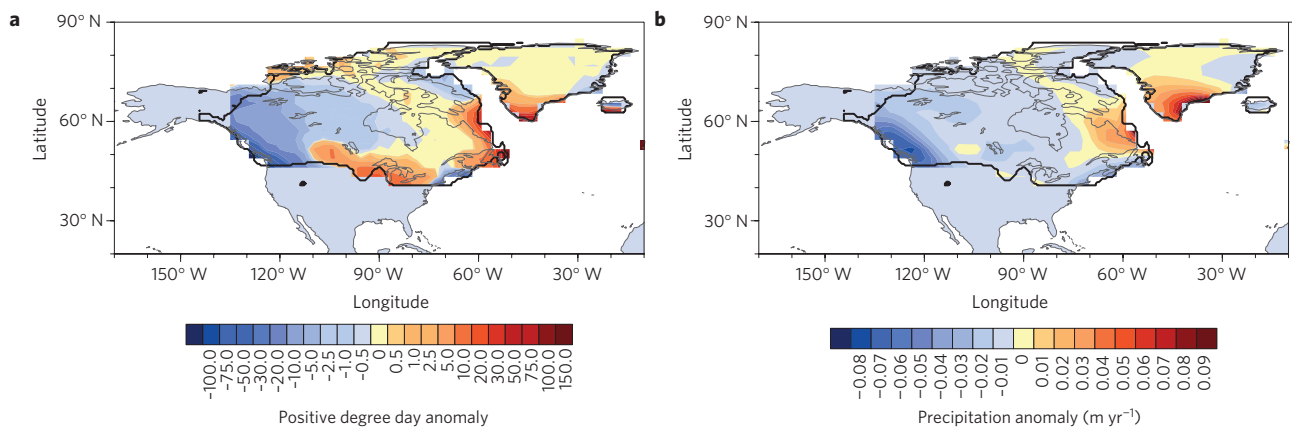 a
90° N
60° N
30° N
Latitude
150° W
120° W
90° W
60° W
30° W
Longitude
-100.0
-75.0
-50.0
-30.0
-20.0
-10.0
-5.0
-2.5
-1.0
-0.5
0
0.5
1.0
2.5
5.0
10.0
20.0
30.0
50.0
75.0
100.0
150.0
Positive degree day anomaly
b
90° N
60° N
30° N
Latitude
150° W
120° W
90° W
60° W
30° W
Longitude
-0.08
-0.07
-0.06
-0.05
-0.04
-0.03
-0.02
-0.01
0
0.01
0.02
0.03
0.04
0.05
0.06
0.07
0.08
0.09
Precipitation anomaly (m yr⁻¹)